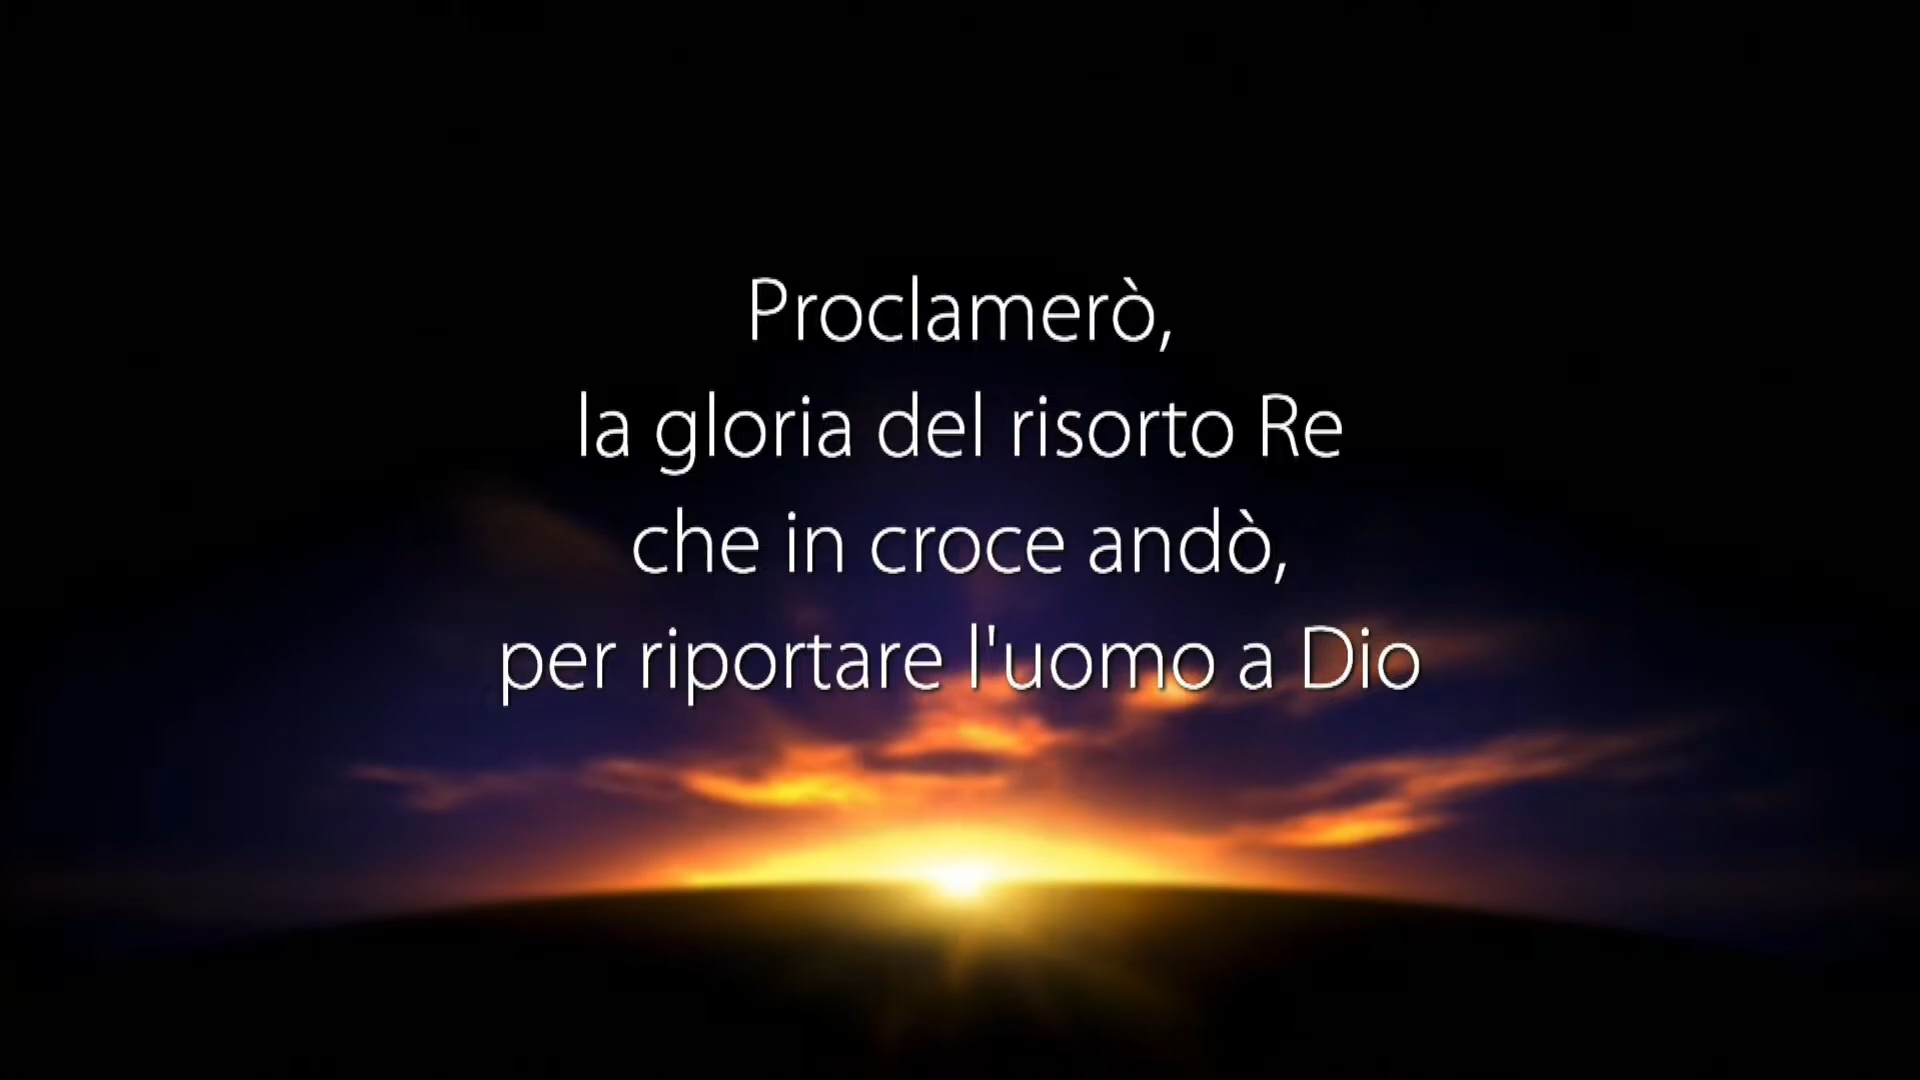 Proclamerò,
la gloria del risorto Re
che in croce andò,
per riportare l'uomo a Dio